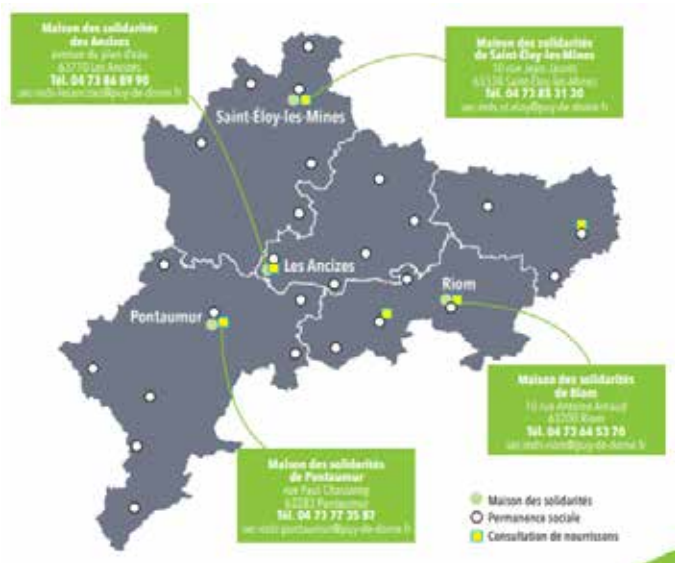 Maison des solidarités
des Ancizes
avenue du plan d'eau
63770 Les Ancizes
Tél. 04 73 86 89 90
Maison des solidarités
de Saint-Éloy-les-Mines
10 rue Jean Jaurès
Saint-Éloy-les-Mines
Tél. 04 73 85 31 20
Saint-Éloy-les-Mines
Les Ancizes
Riom
Pontaumur
Maison des solidarités
de Riom
10 rue Antoine Arnaud
63200 Riom
Tél. 04 73 64 53 70
Maison des solidarités
de Pontaumur
rue Paul
Pontaumur
Tél. 04 73 77 35 87
Maison des solidarités
Permanence sociale
Consultation de nourrissons